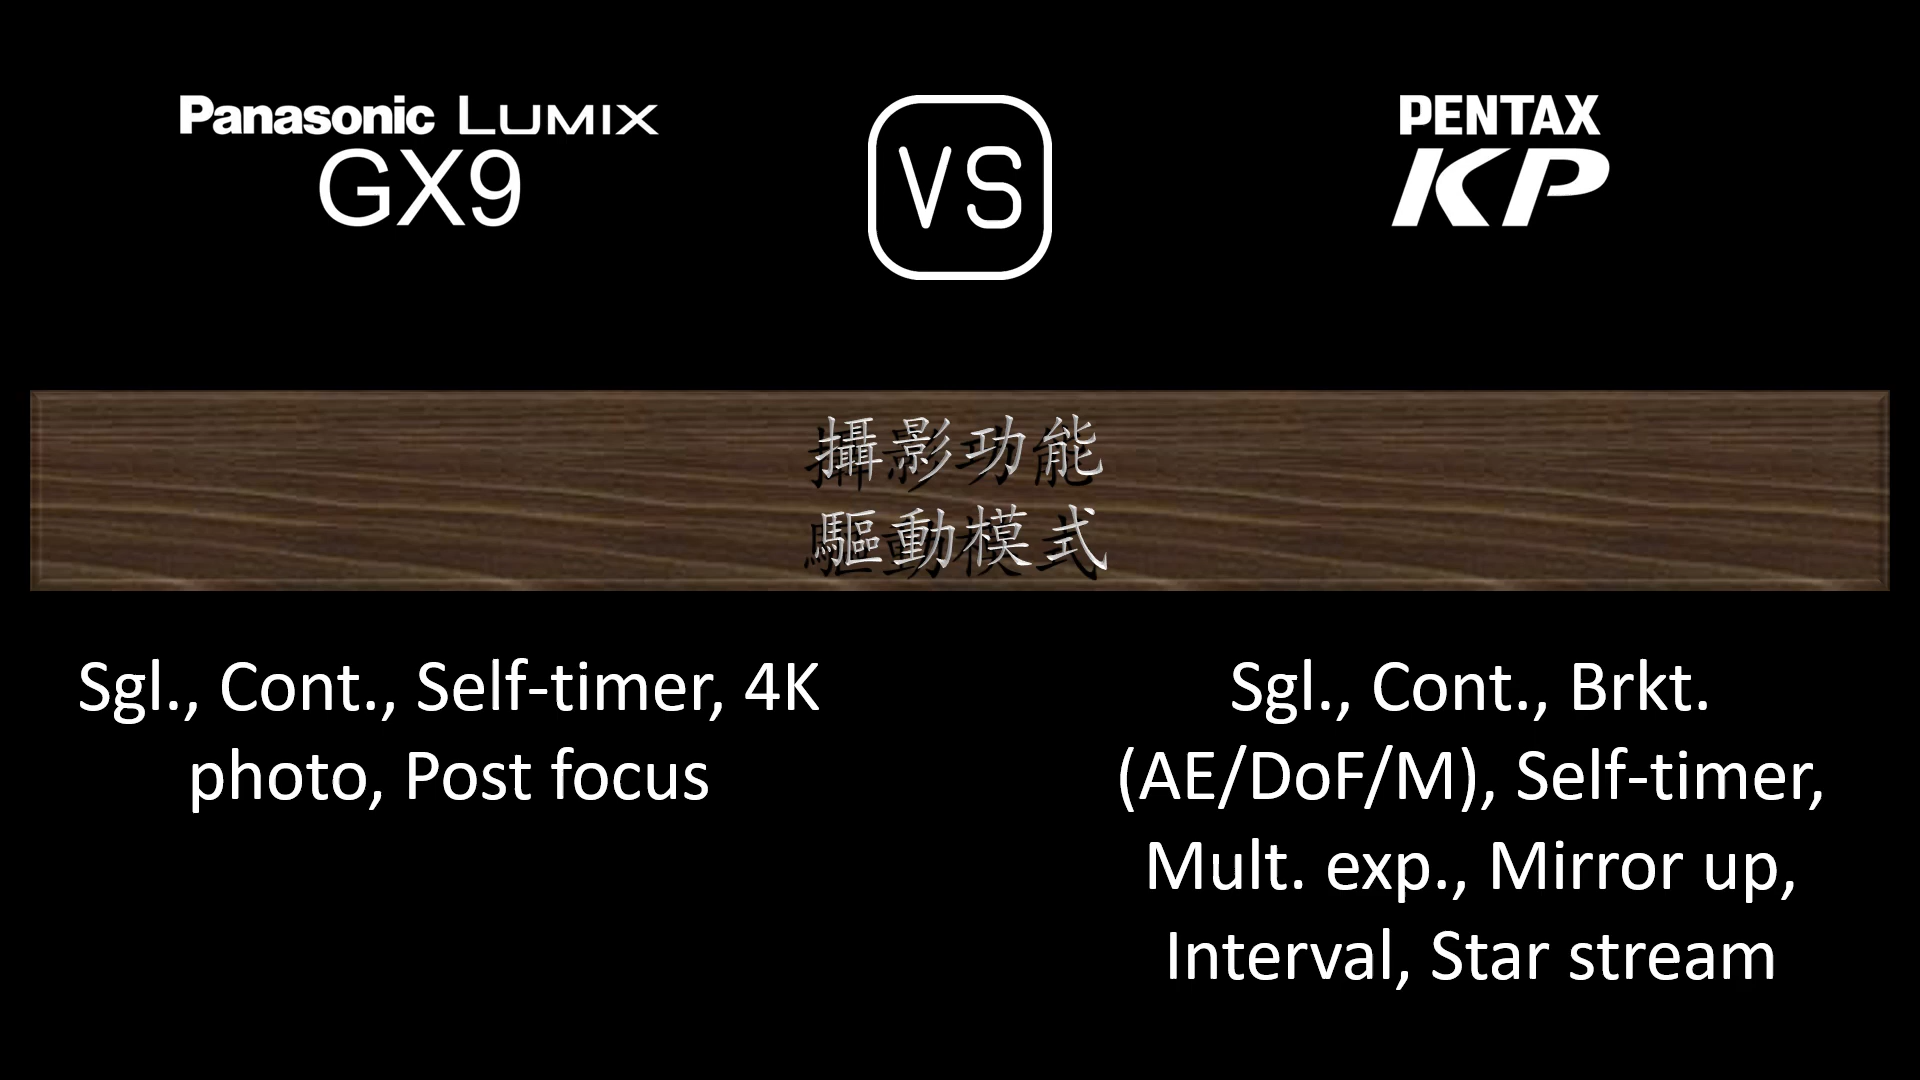 Panasonic LUMIX
GX9
VS
PENTAX
KP
攝影功能
驅動模式
Sgl., Cont., Self-timer, 4K
photo, Post focus
Sgl., Cont., Brkt.
(AE/DoF/M), Self-timer,
Mult. exp., Mirror up,
Interval, Star stream